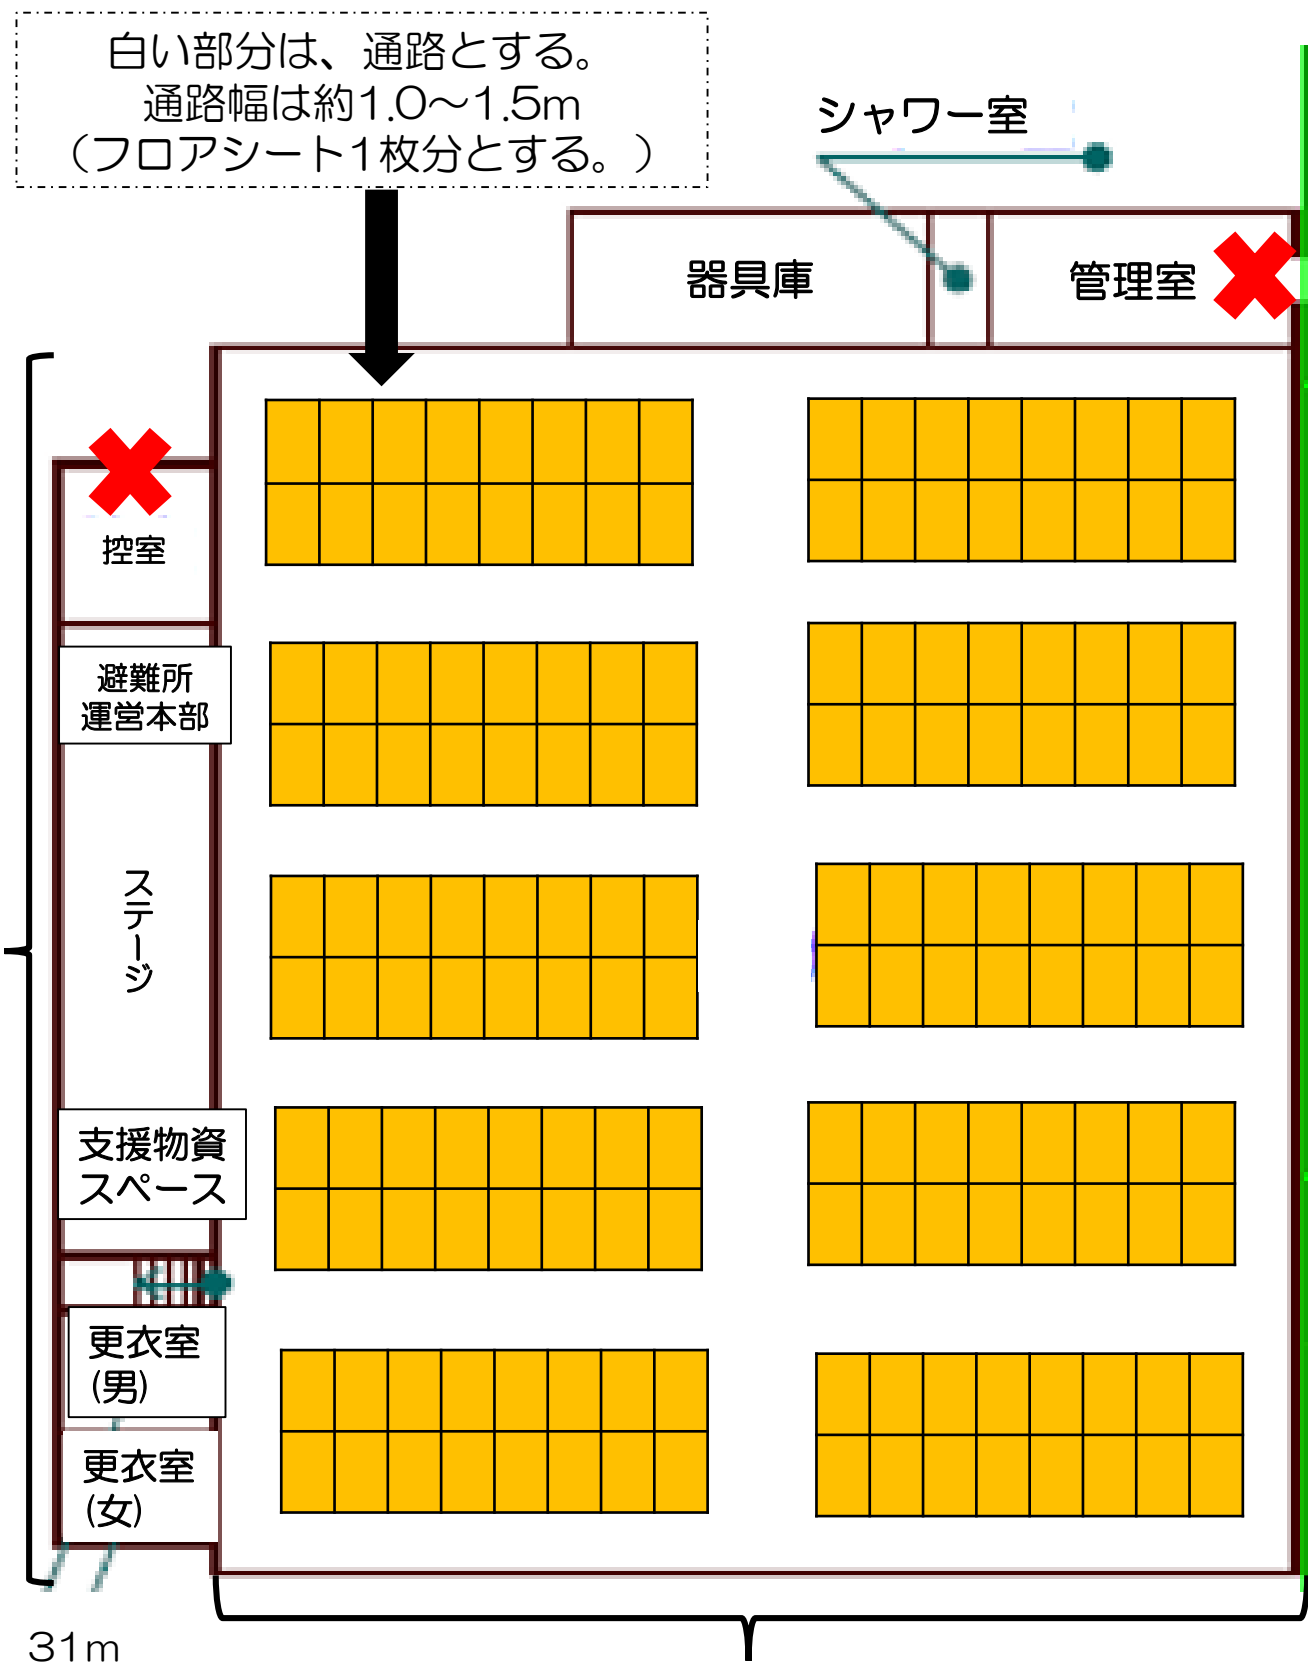 白い部分は、通路とする。
通路幅は約1.0～1.5m
（フロアシート1枚分とする。）
シャワー室
器具庫
管理室
控室
避難所
運営本部
ステージ
支援物資
スペース
更衣室
(男)
更衣室
(女)
31m